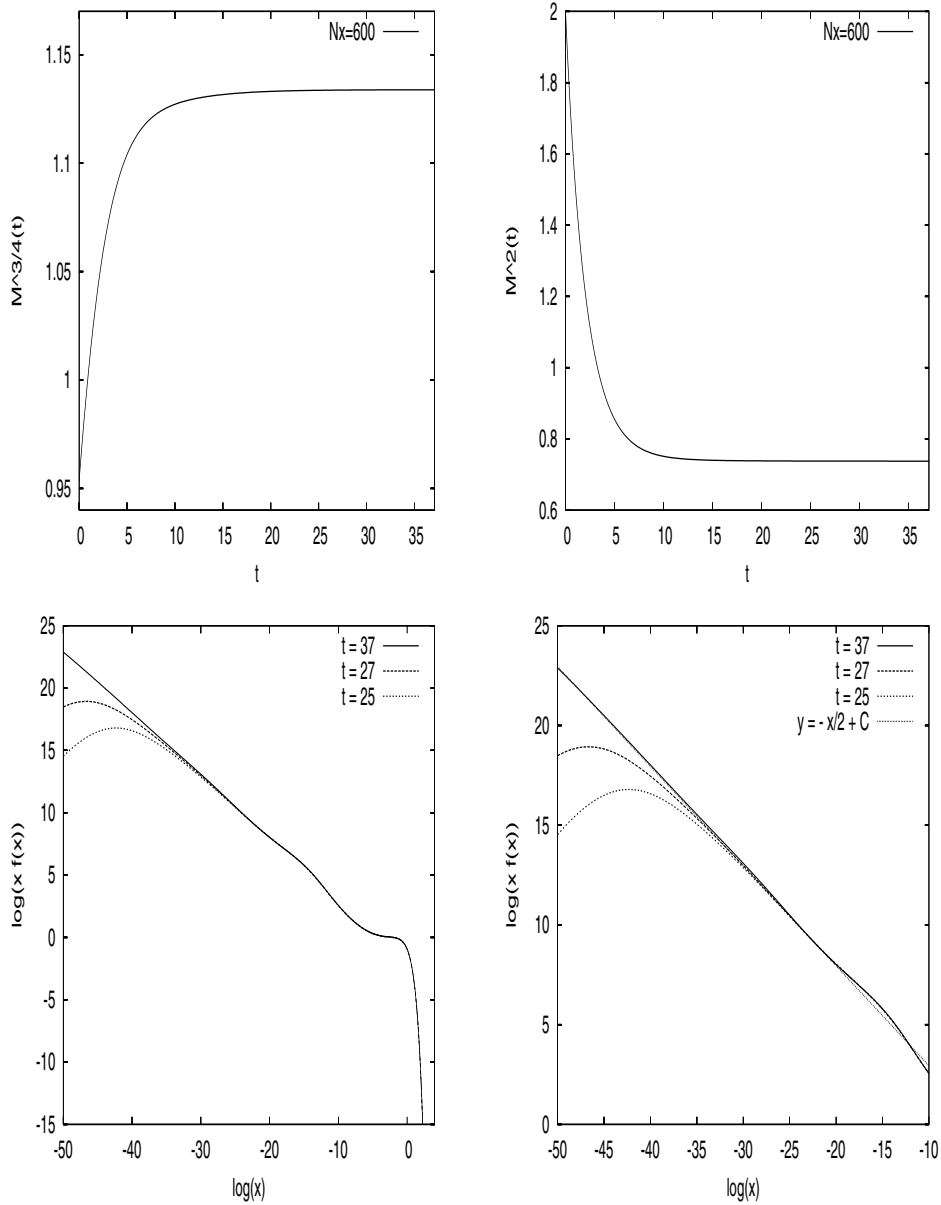 Nx=600
1.15
1.1
1.05
1
0.95
M^3/4(t)
0 5 10 15 20 25 30 35
t
Nx=600
2
1.8
1.6
1.4
1.2
1
0.8
0.6
M^2(t)
0 5 10 15 20 25 30 35
t
t = 37
t = 27
t = 25
25
20
15
10
5
0
-5
-10
-15
log(x f(x))
-50 -40 -30 -20 -10 0
log(x)
t = 37
t = 27
t = 25
y = - x/2 + C
25
20
15
10
5
0
log(x f(x))
-50 -45 -40 -35 -30 -25 -20 -15 -10
log(x)